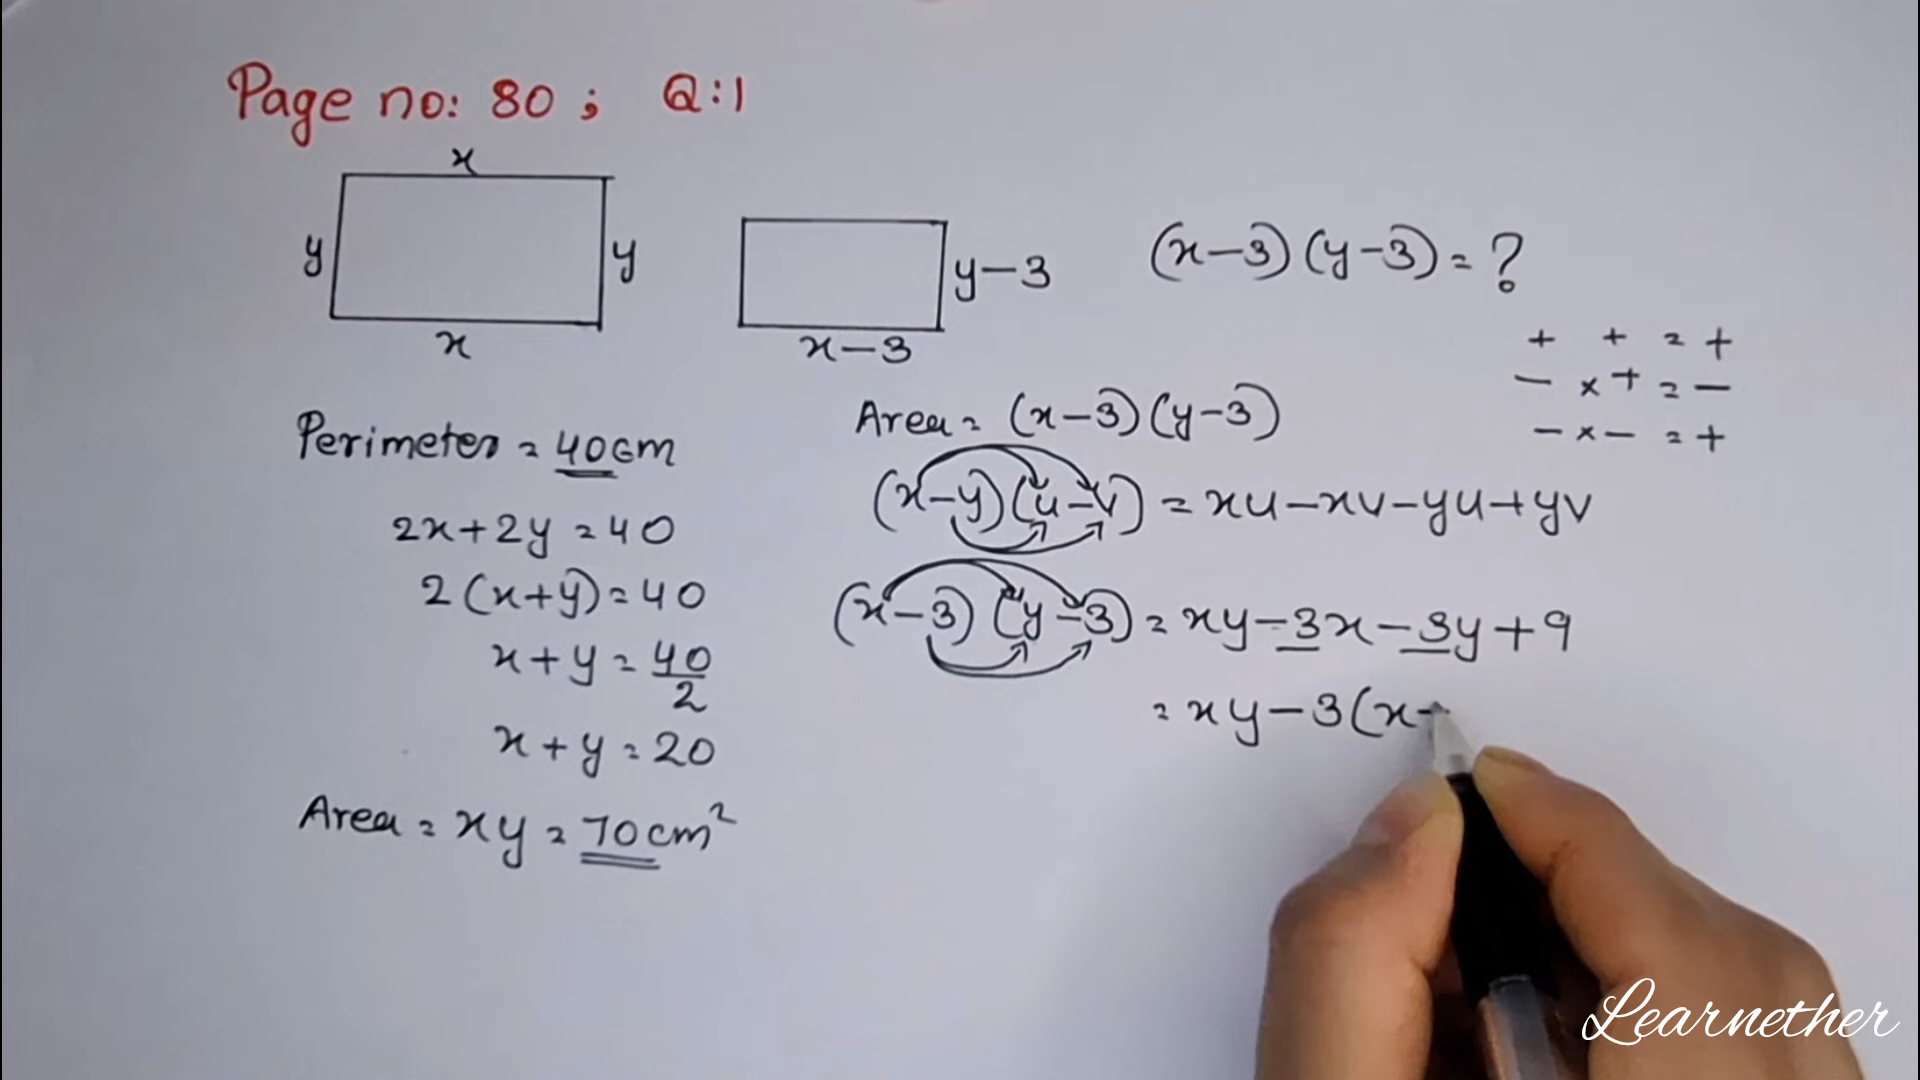 Page no: 80 ; Q:1
x
y
y
x
y-3
x-3
(x-3)(y-3) = ?
+ + = +
- × + = -
- × - = +
Perimeter = 40cm
2x+2y = 40
2(x+y) = 40
x+y = 40/2
x+y = 20
Area = xy = 70cm²
Area = (x-3)(y-3)
(x-y)(u-v) = xu-xv-yu+yv
(x-3)(y-3) = xy-3x-3y+9
= xy-3(x+
Learnether